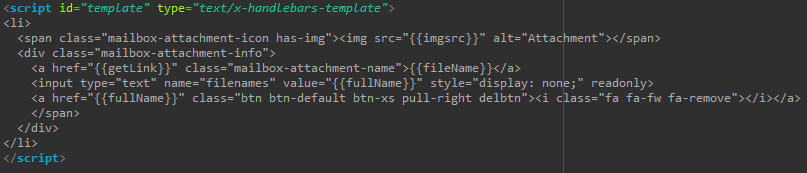 <script id="template" type="text/x-handlebars-template">
<li>
  <span class="mailbox-attachment-icon has-img"><img src="{{imgsrc}}" alt="Attachment"></span>
  <div class="mailbox-attachment-info">
    <a href="{{getLink}}" class="mailbox-attachment-name">{{fileName}}</a>
    <input type="text" name="filenames" value="{{fullName}}" style="display: none;" readonly>
    <a href="{{fullName}}" class="btn btn-default btn-xs pull-right delbtn"><i class="fa fa-fw fa-remove"></i></a>
    </span>
  </div>
</li>
</script>